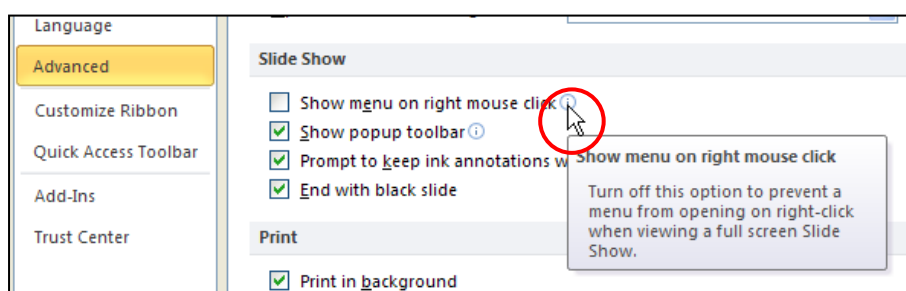 Language
Advanced
Customize Ribbon
Quick Access Toolbar
Add-Ins
Trust Center
Slide Show
Show menu on right mouse click
Show popup toolbar
Prompt to keep ink annotations w
End with black slide
Show menu on right mouse click
Turn off this option to prevent a
menu from opening on right-click
when viewing a full screen Slide
Show.
Print
Print in background